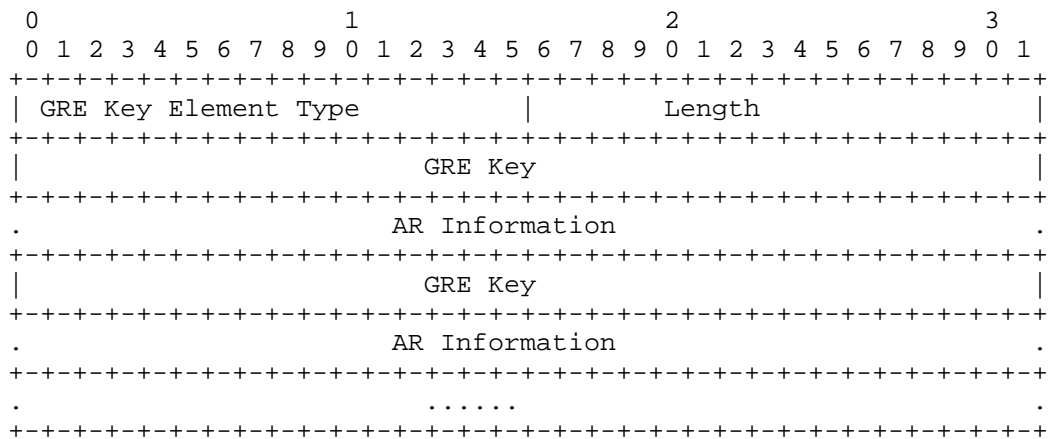 0                   1                   2                   3
 0 1 2 3 4 5 6 7 8 9 0 1 2 3 4 5 6 7 8 9 0 1 2 3 4 5 6 7 8 9 0 1
+-+-+-+-+-+-+-+-+-+-+-+-+-+-+-+-+-+-+-+-+-+-+-+-+-+-+-+-+-+-+-+-+
| GRE Key Element Type          |        Length                 |
+-+-+-+-+-+-+-+-+-+-+-+-+-+-+-+-+-+-+-+-+-+-+-+-+-+-+-+-+-+-+-+-+
|                         GRE Key                               |
+-+-+-+-+-+-+-+-+-+-+-+-+-+-+-+-+-+-+-+-+-+-+-+-+-+-+-+-+-+-+-+-+
.                       AR Information                          .
+-+-+-+-+-+-+-+-+-+-+-+-+-+-+-+-+-+-+-+-+-+-+-+-+-+-+-+-+-+-+-+-+
|                         GRE Key                               |
+-+-+-+-+-+-+-+-+-+-+-+-+-+-+-+-+-+-+-+-+-+-+-+-+-+-+-+-+-+-+-+-+
.                       AR Information                          .
+-+-+-+-+-+-+-+-+-+-+-+-+-+-+-+-+-+-+-+-+-+-+-+-+-+-+-+-+-+-+-+-+
.                         ......                                .
+-+-+-+-+-+-+-+-+-+-+-+-+-+-+-+-+-+-+-+-+-+-+-+-+-+-+-+-+-+-+-+-+